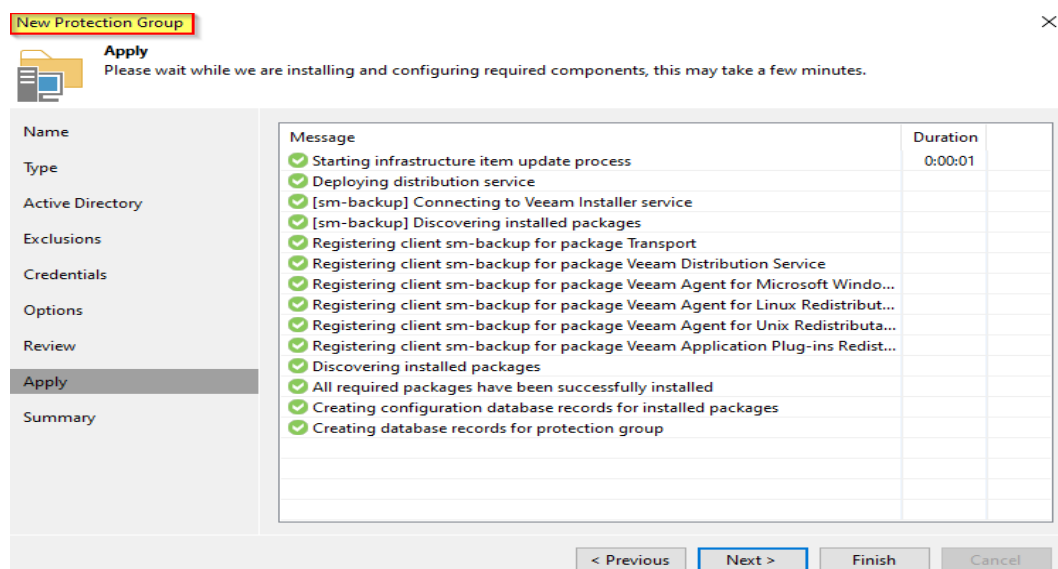 New Protection Group
Apply
Please wait while we are installing and configuring required components, this may take a few minutes.
Name
Type
Active Directory
Exclusions
Credentials
Options
Review
Apply
Summary
Message Duration
Starting infrastructure item update process 0:00:01
Deploying distribution service
[sm-backup] Connecting to Veeam Installer service
[sm-backup] Discovering installed packages
Registering client sm-backup for package Transport
Registering client sm-backup for package Veeam Distribution Service
Registering client sm-backup for package Veeam Agent for Microsoft Windo...
Registering client sm-backup for package Veeam Agent for Linux Redistribut...
Registering client sm-backup for package Veeam Agent for Unix Redistributa...
Registering client sm-backup for package Veeam Application Plug-ins Redist...
Discovering installed packages
All required packages have been successfully installed
Creating configuration database records for installed packages
Creating database records for protection group
< Previous Next > Finish Cancel